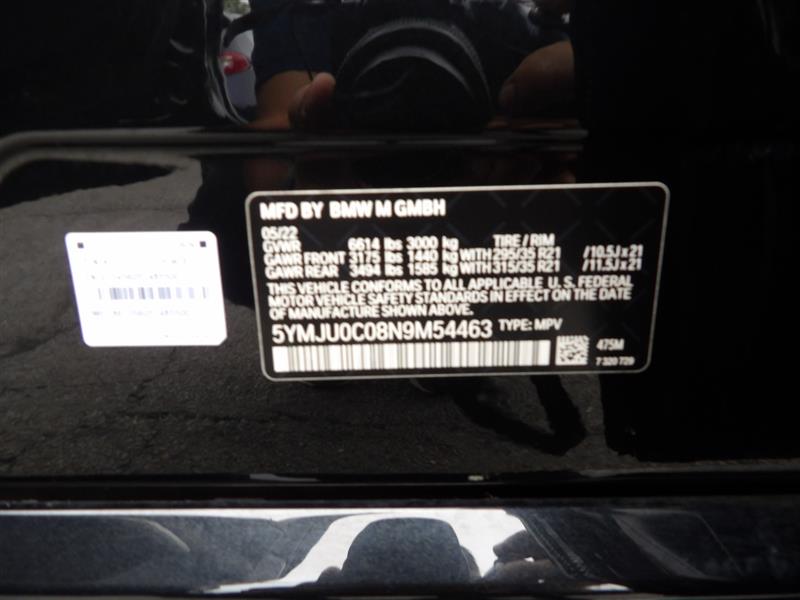 MFD BY BMW M GMBH
05/22
GVWR 6614 lbs 3000 kg TIRE / RIM
GAWR FRONT 3175 lbs 1440 kg WITH 295/35 R21 / 10.5J x 21
GAWR REAR 3494 lbs 1585 kg WITH 315/35 R21 / 11.5J x 21
THIS VEHICLE CONFORMS TO ALL APPLICABLE U. S. FEDERAL
MOTOR VEHICLE SAFETY STANDARDS IN EFFECT ON THE DATE
OF MANUFACTURE SHOWN ABOVE.
5YMJU0C08N9M54463 TYPE: MPV
475M
7 320 729